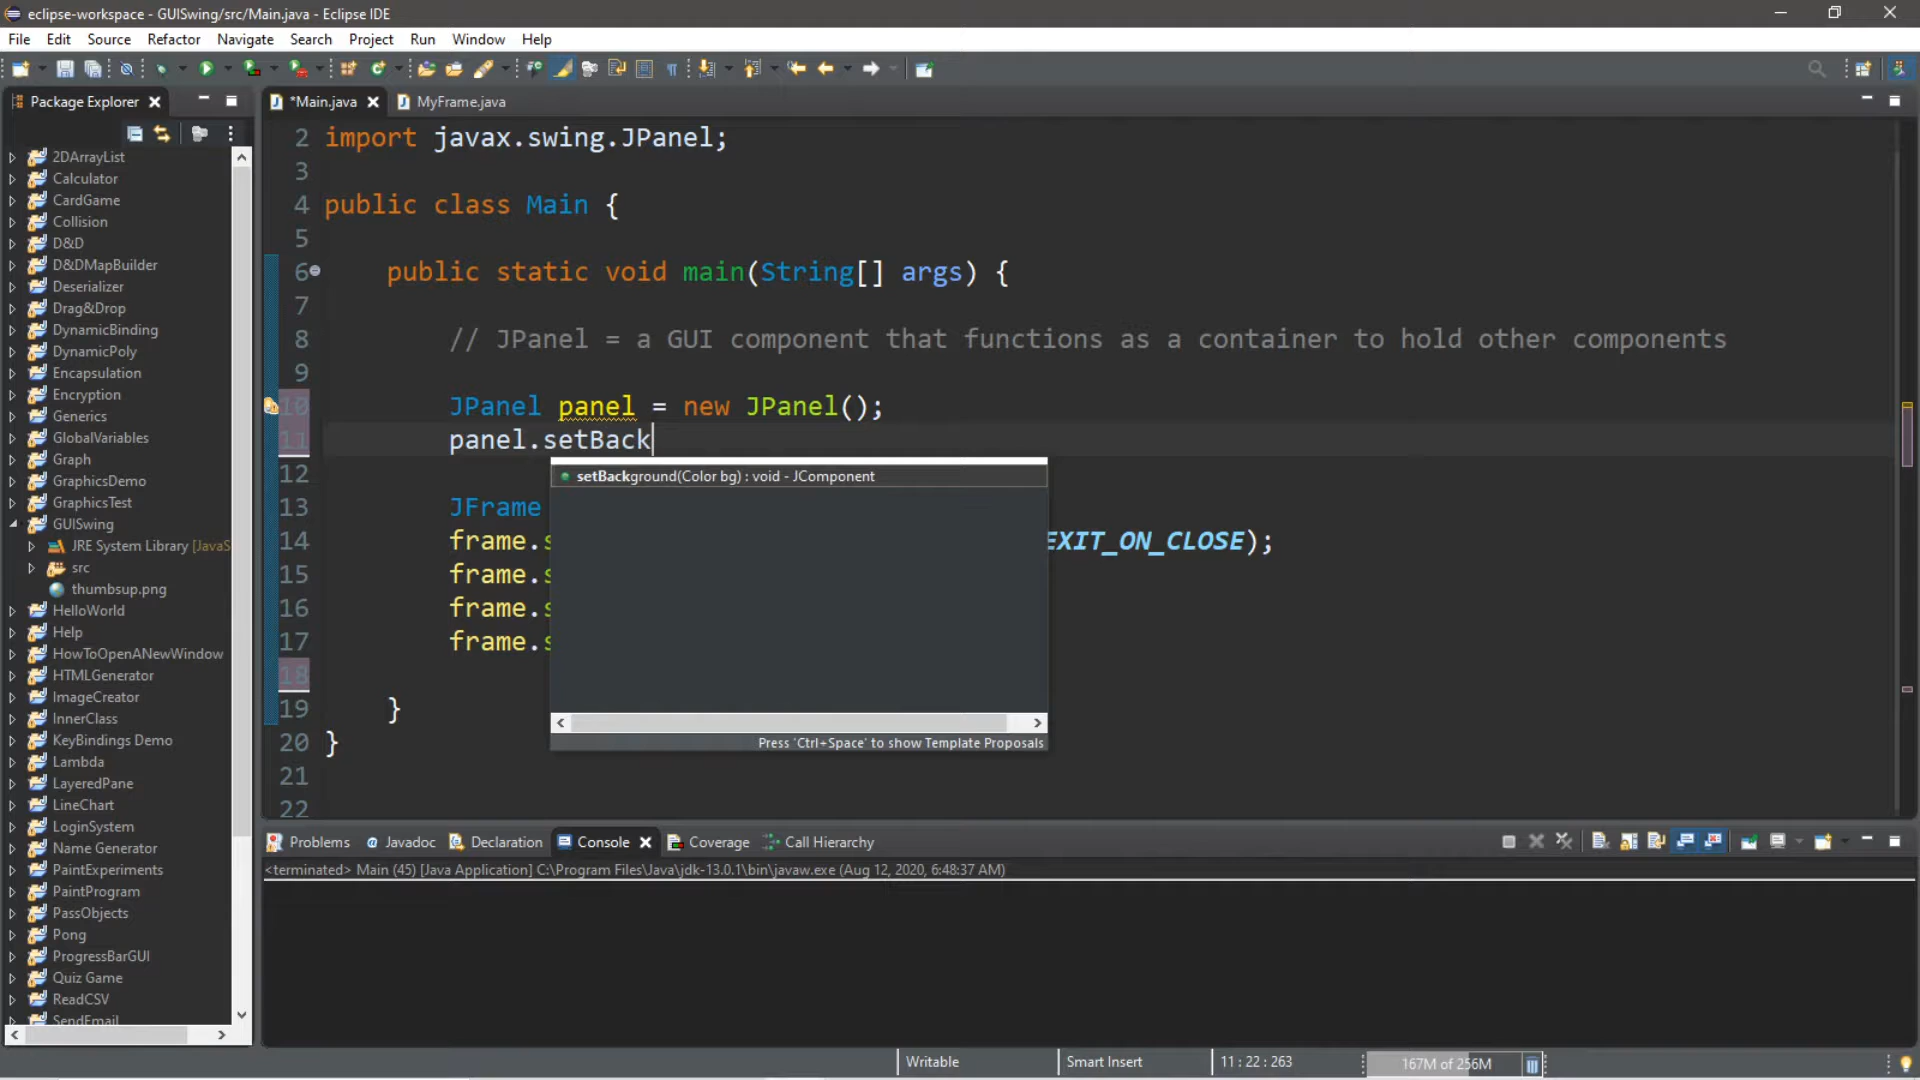 eclipse-workspace - GUISwing/src/Main.java - Eclipse IDE
File Edit Source Refactor Navigate Search Project Run Window Help
Package Explorer
*Main.java MyFrame.java
2DArrayList
Calculator
CardGame
Collision
D&D
D&DMapBuilder
Deserializer
Drag&Drop
DynamicBinding
DynamicPoly
Encapsulation
Encryption
Generics
GlobalVariables
Graph
GraphicsDemo
GraphicsTest
GUISwing
JRE System Library [JavaS
src
thumbsup.png
HelloWorld
Help
HowToOpenANewWindow
HTMLGenerator
ImageCreator
InnerClass
KeyBindings Demo
Lambda
LayeredPane
LineChart
LoginSystem
Name Generator
PaintExperiments
PaintProgram
PassObjects
Pong
ProgressBarGUI
Quiz Game
ReadCSV
SendEmail
2 import javax.swing.JPanel;
3
4 public class Main {
5
6 public static void main(String[] args) {
7
8 // JPanel = a GUI component that functions as a container to hold other components
9
10 JPanel panel = new JPanel();
11 panel.setBack
12
13 JFrame
14 frame.s EXIT_ON_CLOSE);
15 frame.s
16 frame.s
17 frame.s
18
19 }
20 }
21
22
setBackground(Color bg) : void - JComponent
Press 'Ctrl+Space' to show Template Proposals
Problems Javadoc Declaration Console Coverage Call Hierarchy
<terminated> Main (45) [Java Application] C:\Program Files\Java\jdk-13.0.1\bin\javaw.exe (Aug 12, 2020, 6:48:37 AM)
Writable Smart Insert 11 : 22 : 263 167M of 256M